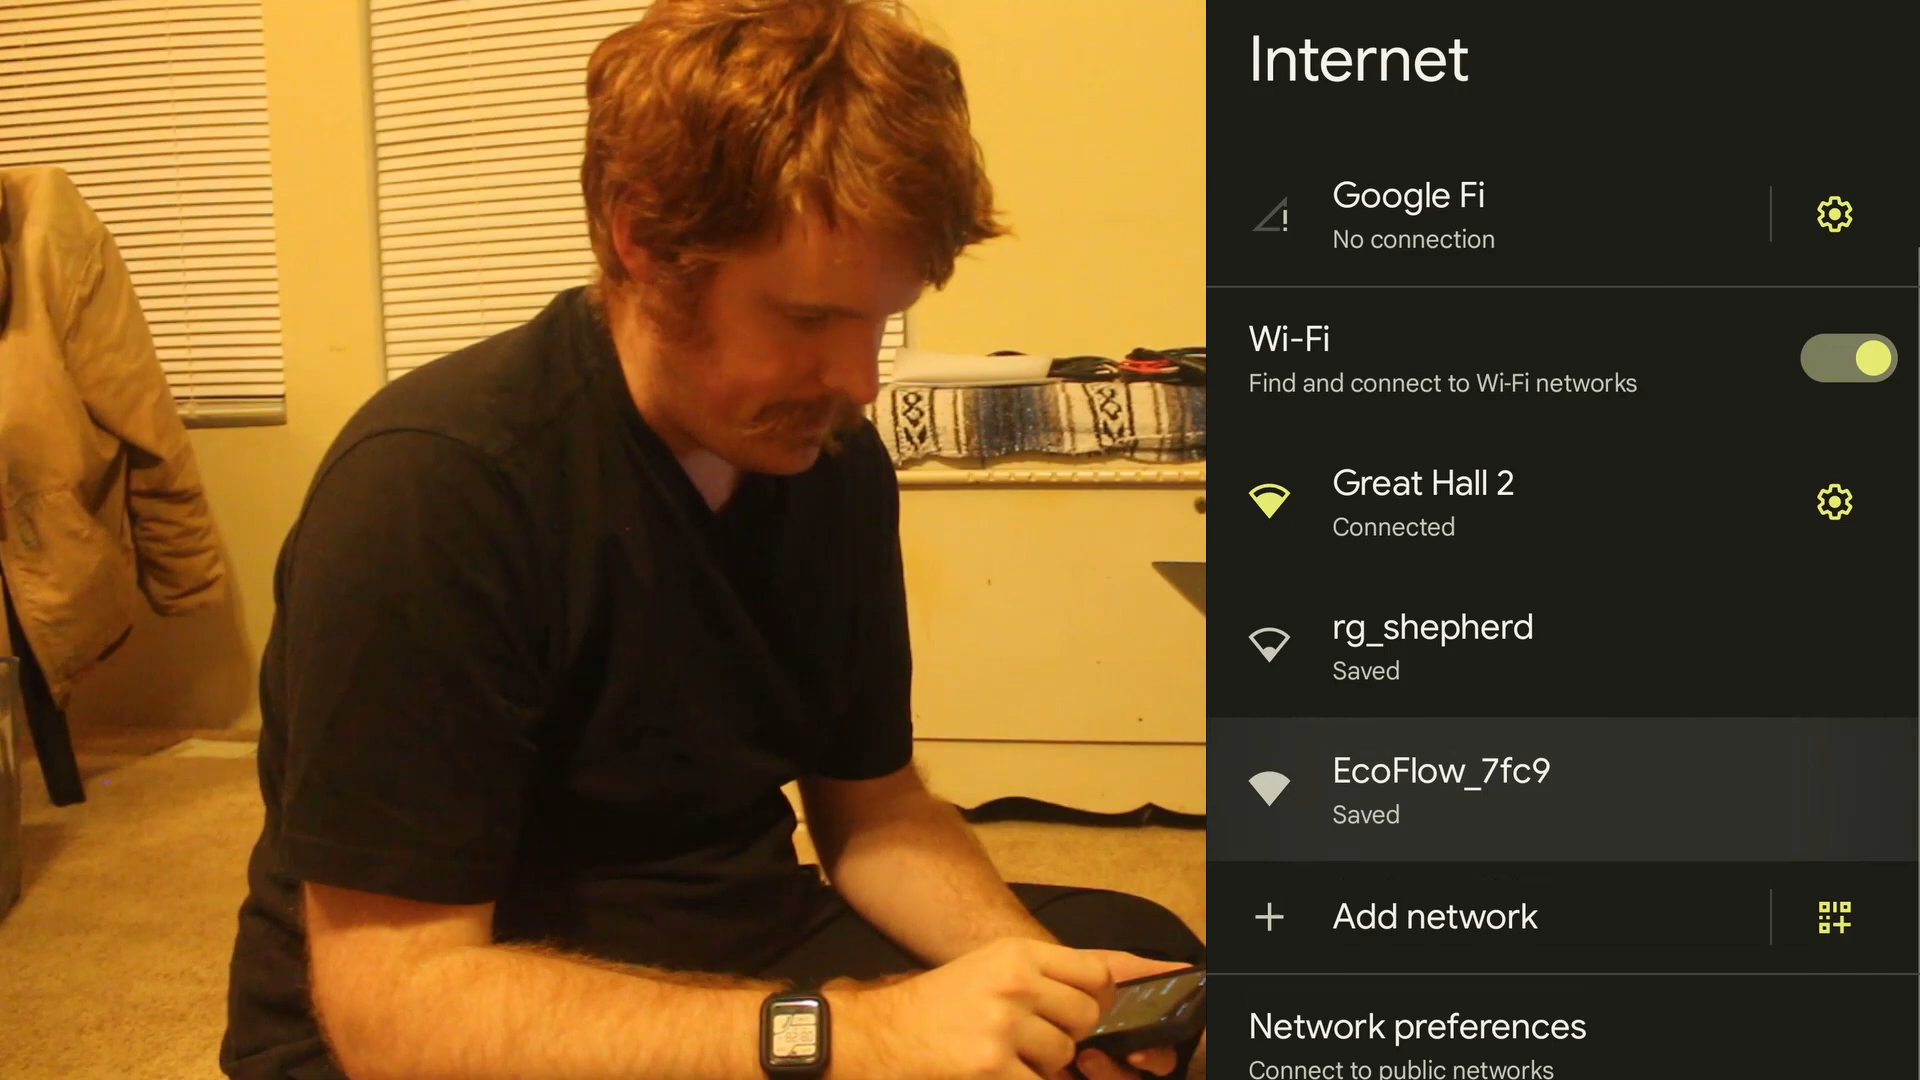 Internet
Google Fi
No connection
Wi-Fi
Find and connect to Wi-Fi networks
Great Hall 2
Connected
rg_shepherd
Saved
EcoFlow_7fc9
Saved
Add network
Network preferences
Connect to public networks